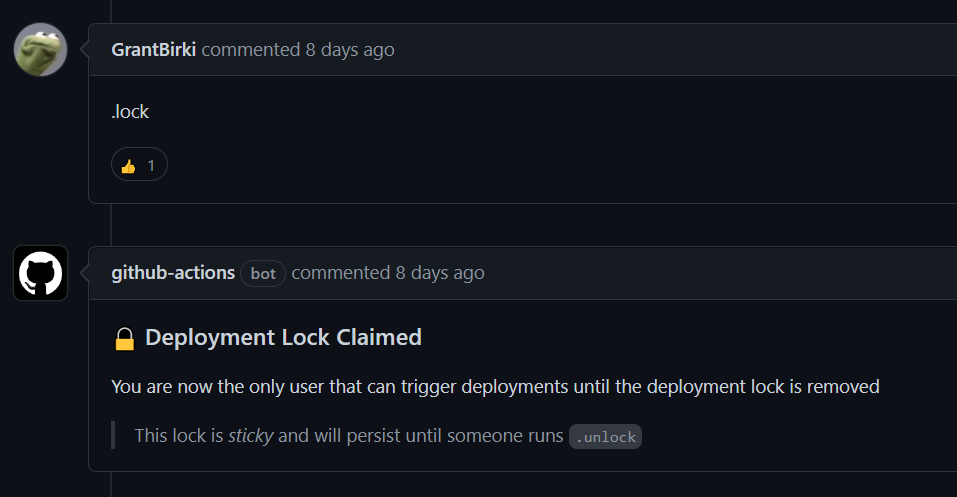 GrantBirki commented 8 days ago
.lock
👍 1
github-actions bot commented 8 days ago
🔒 Deployment Lock Claimed
You are now the only user that can trigger deployments until the deployment lock is removed
This lock is sticky and will persist until someone runs .unlock